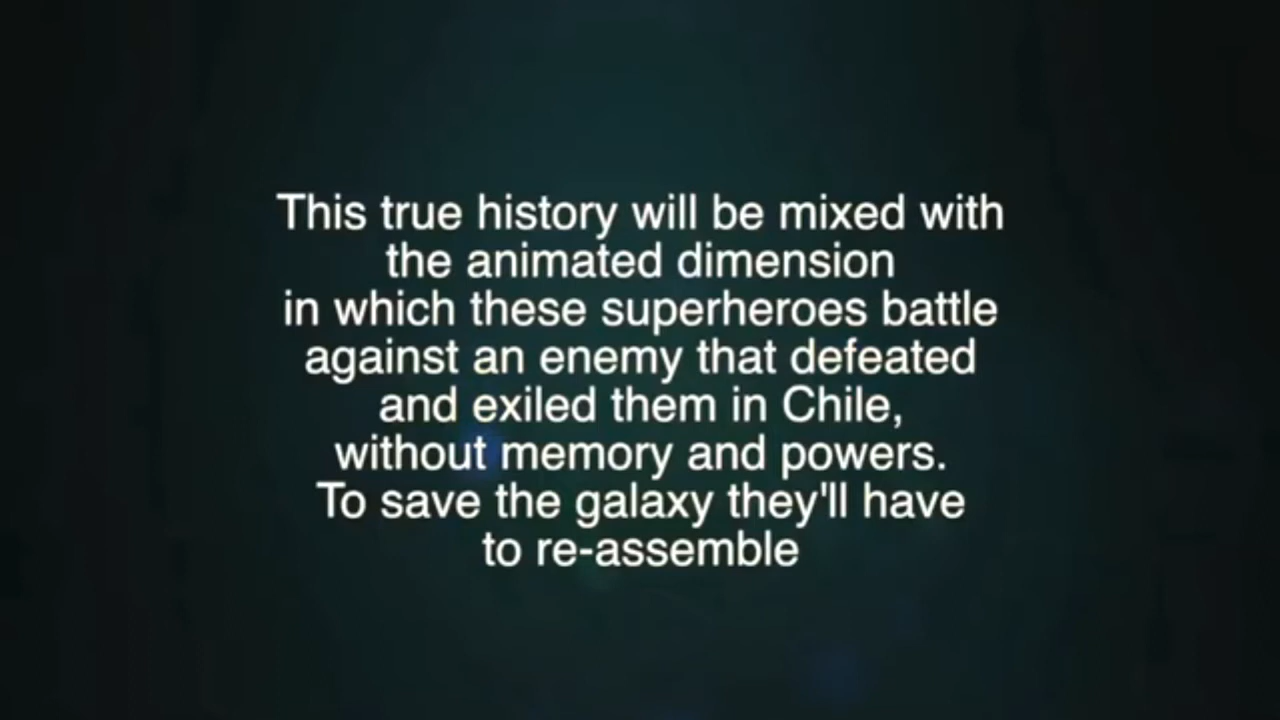 This true history will be mixed with
the animated dimension
in which these superheroes battle
against an enemy that defeated
and exiled them in Chile,
without memory and powers.
To save the galaxy they'll have
to re-assemble